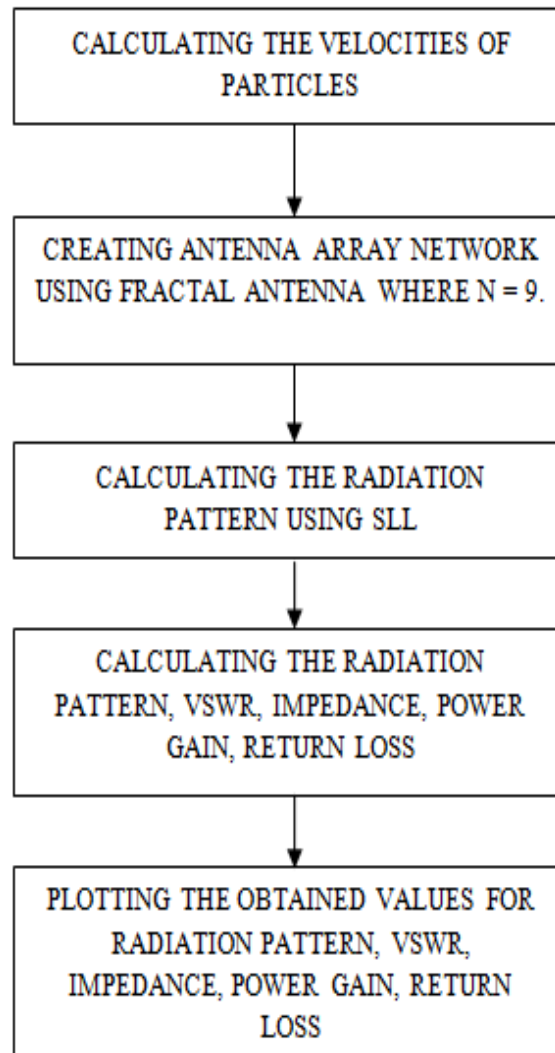 CALCULATING THE VELOCITIES OF
PARTICLES
CREATING ANTENNA ARRAY NETWORK
USING FRACTAL ANTENNA WHERE N = 9.
CALCULATING THE RADIATION
PATTERN USING SLL
CALCULATING THE RADIATION
PATTERN, VSWR, IMPEDANCE, POWER
GAIN, RETURN LOSS
PLOTTING THE OBTAINED VALUES FOR
RADIATION PATTERN, VSWR,
IMPEDANCE, POWER GAIN, RETURN
LOSS